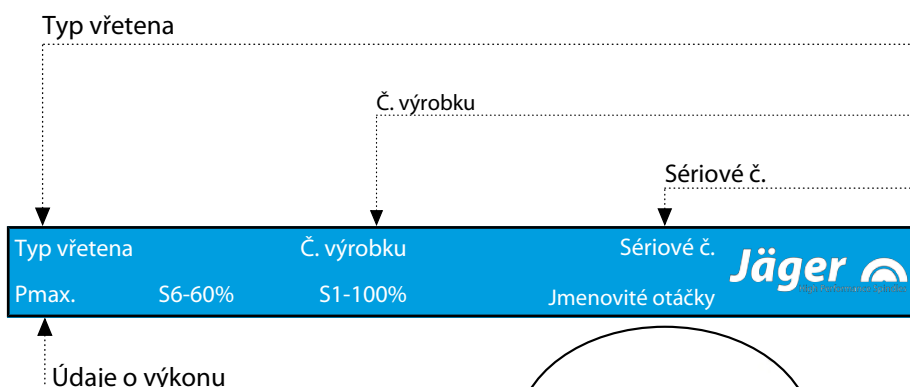 Typ vřetena
Č. výrobku
Sériové č.
Typ vřetena Č. výrobku Sériové č.
Jäger
Pmax. S6-60% S1-100% Jmenovité otáčky
Údaje o výkonu